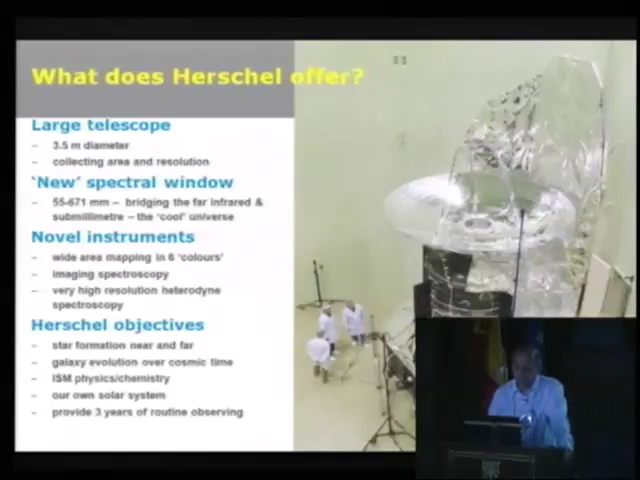 What does Herschel offer?
Large telescope
– 3.5 m diameter
– collecting area and resolution
'New' spectral window
– 55-671 mm – bridging the far infrared &
submillimetre – the 'cool' universe
Novel instruments
– wide area mapping in 6 'colours'
– imaging spectroscopy
– very high resolution heterodyne
spectroscopy
Herschel objectives
– star formation near and far
– galaxy evolution over cosmic time
– ISM physics/chemistry
– our own solar system
– provide 3 years of routine observing